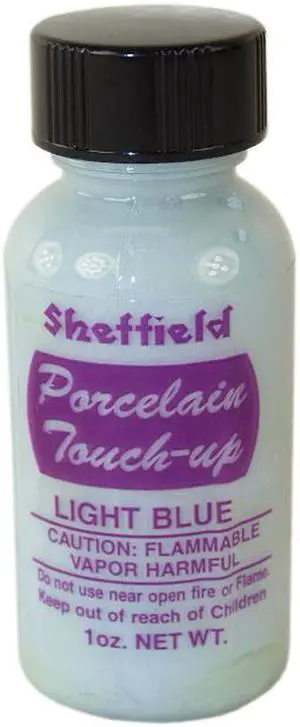 Sheffield
Porcelain
Touch-up
LIGHT BLUE
CAUTION: FLAMMABLE
VAPOR HARMFUL
Do not use near open fire or Flame.
Keep out of reach of Children
1oz. NET WT.